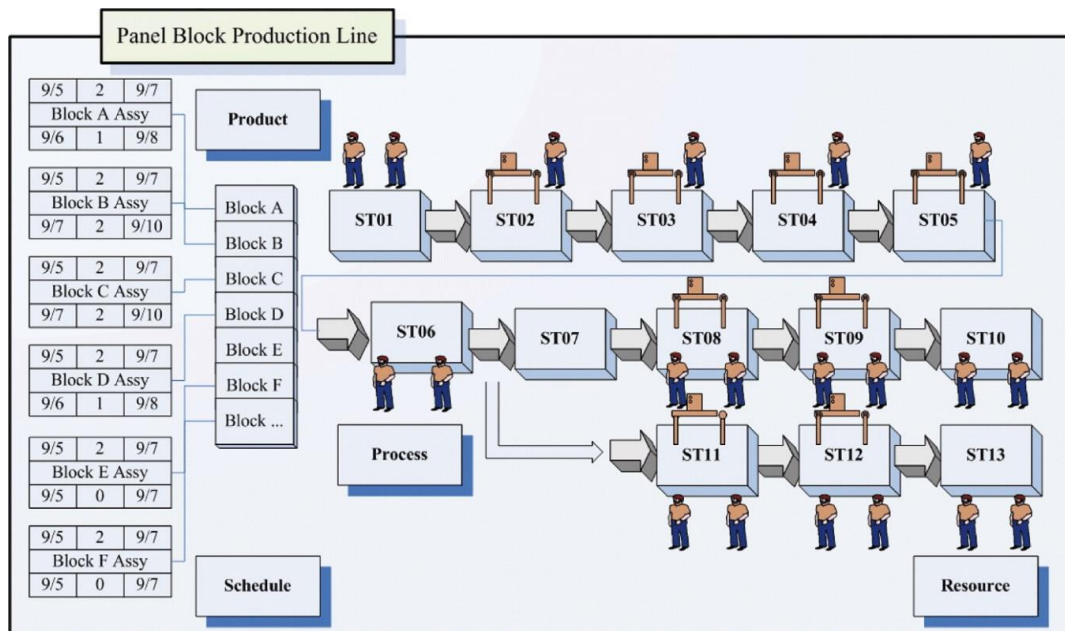 Panel Block Production Line
9/5 2 9/7
Block A Assy
9/6 1 9/8
9/5 2 9/7
Block B Assy
9/7 2 9/10
9/5 2 9/7
Block C Assy
9/7 2 9/10
9/5 2 9/7
Block D Assy
9/6 1 9/8
9/5 2 9/7
Block E Assy
9/5 0 9/7
9/5 2 9/7
Block F Assy
9/5 0 9/7
Product
Block A
Block B
Block C
Block D
Block E
Block F
Block ...
Schedule
ST01 ST02 ST03 ST04 ST05
ST06 ST07 ST08 ST09 ST10
Process
ST11 ST12 ST13
Resource